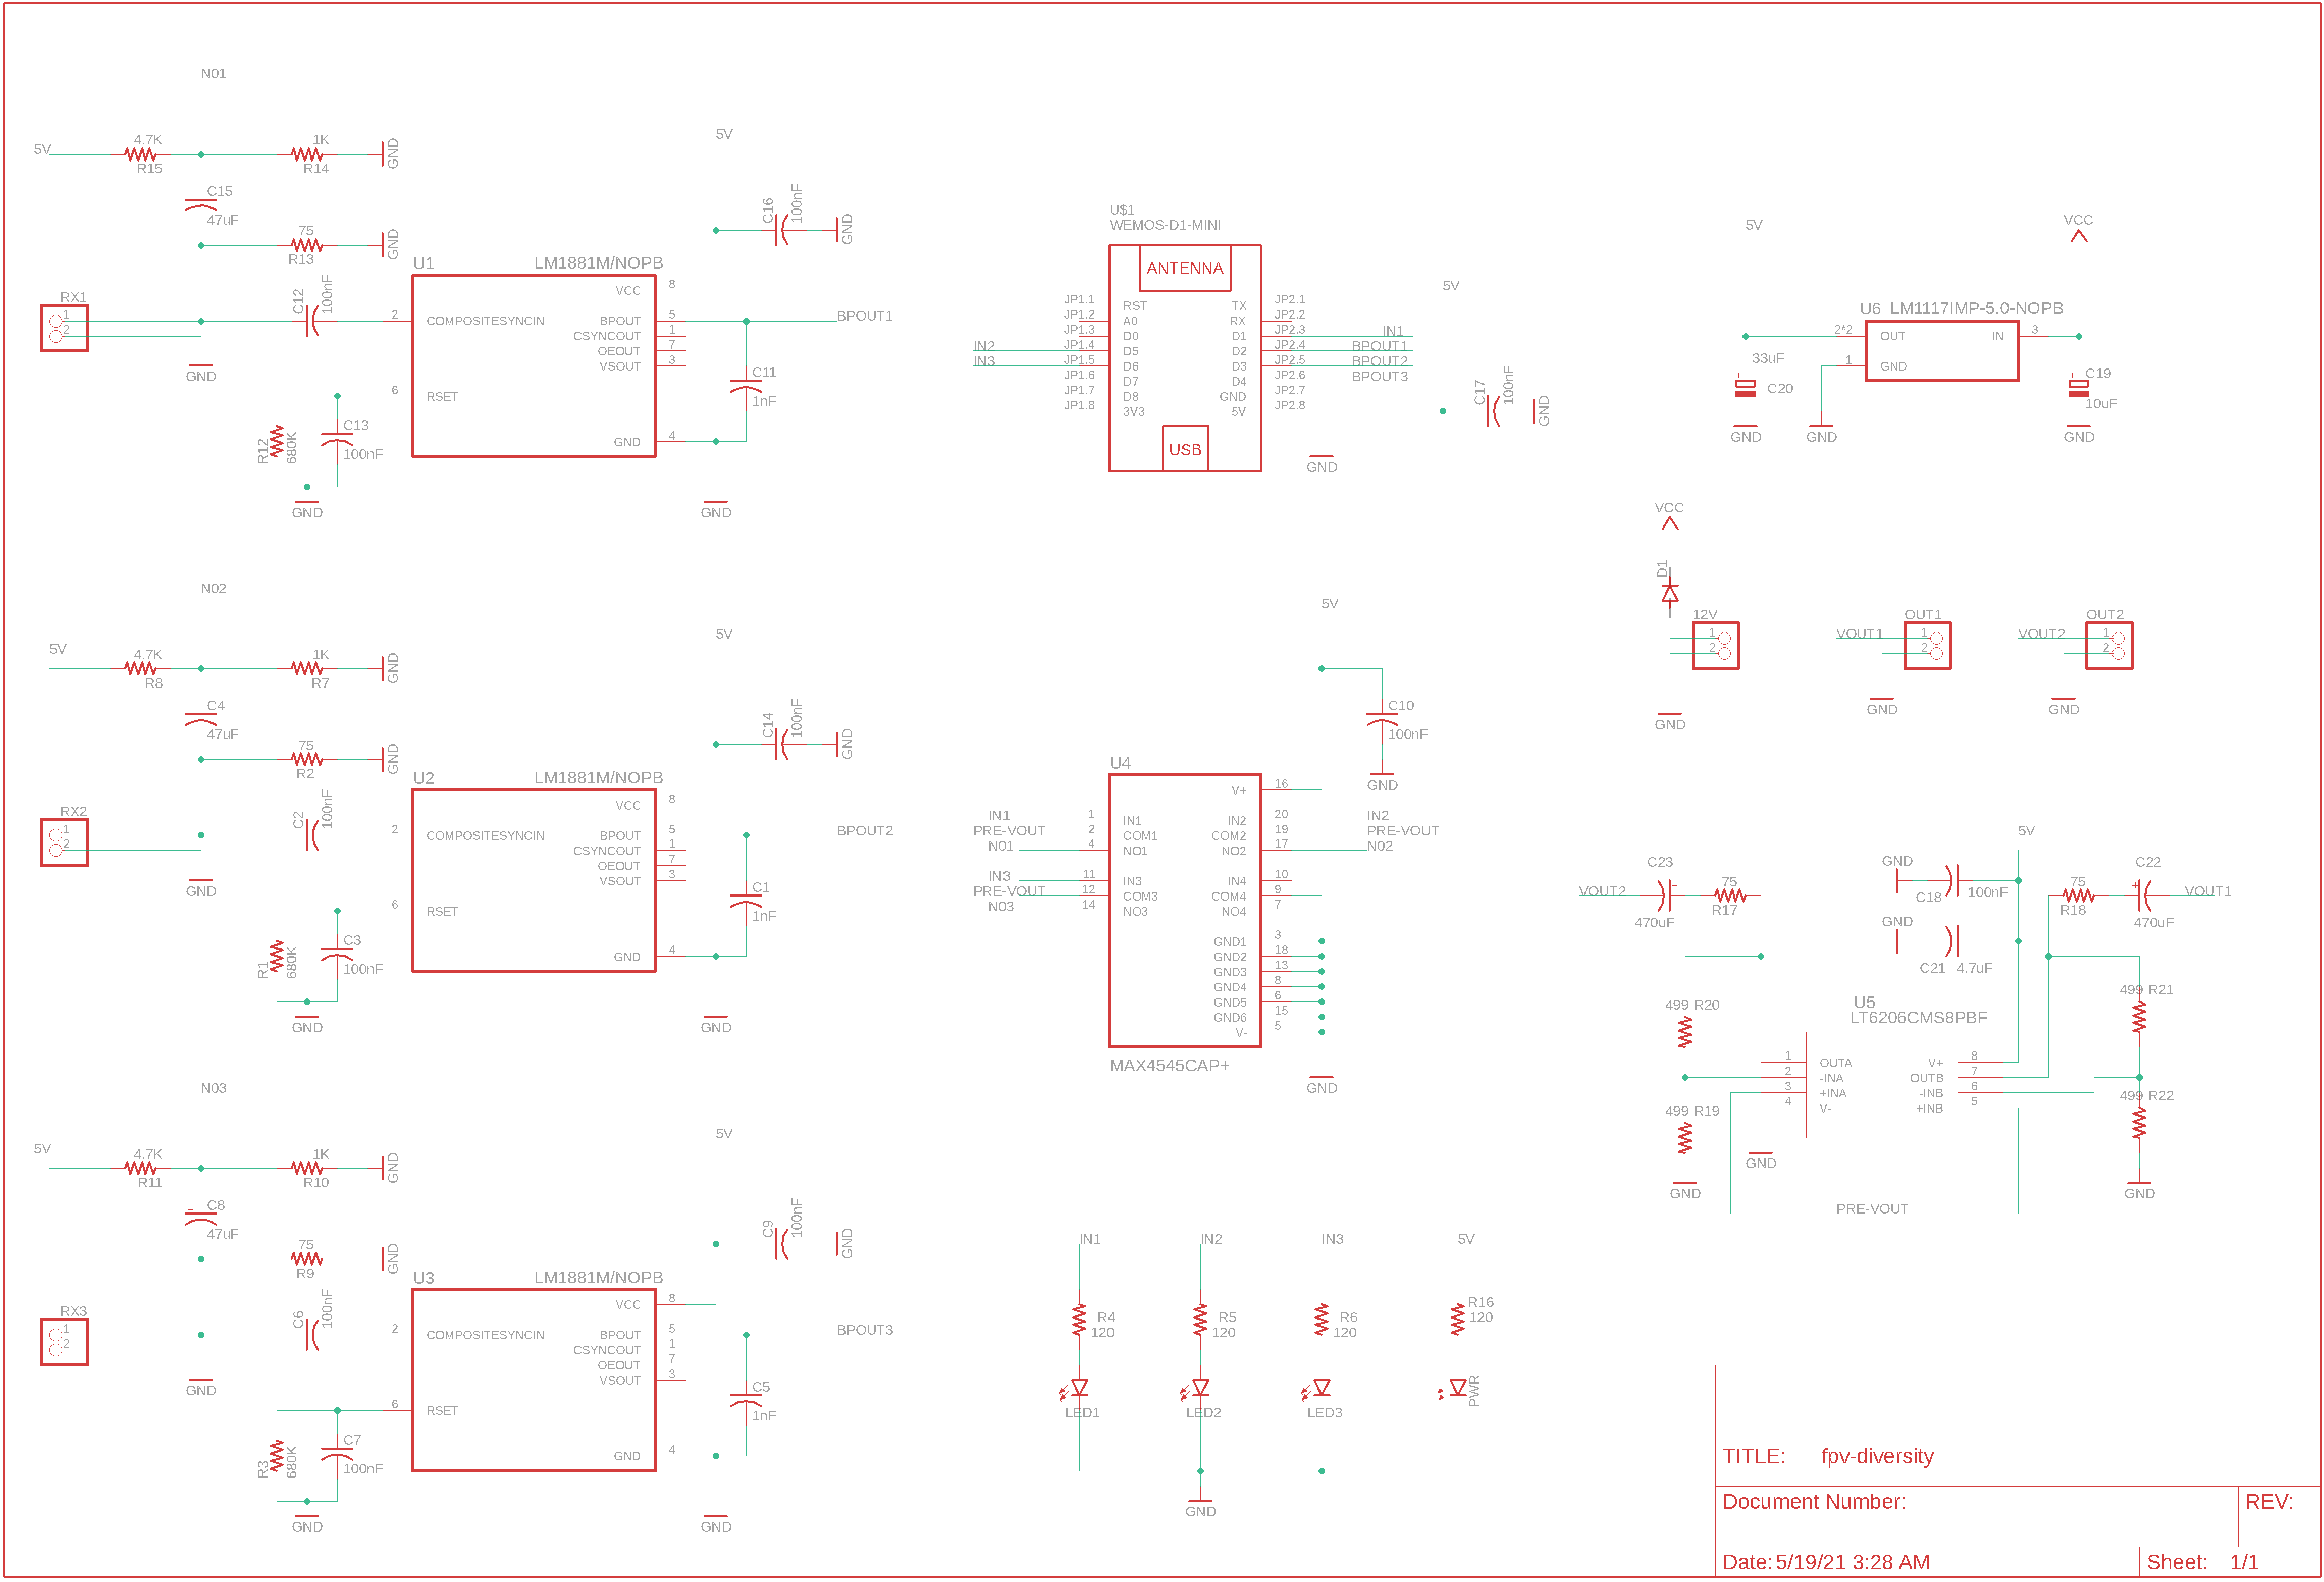 N01
5V
4.7K
R15
1K
R14
GND
C15
47uF
75
R13
GND
RX1
1
2
GND
C12
100nF
U1
LM1881M/NOPB
2
COMPOSITESYNCIN
6
RSET
VCC
8
BPOUT
5
CSYNCOUT
1
OEOUT
7
VSOUT
3
GND
4
R12
680K
C13
100nF
GND
5V
C16
100nF
GND
BPOUT1
C11
1nF
GND
N02
5V
4.7K
R8
1K
R7
GND
C4
47uF
75
R2
GND
RX2
1
2
GND
C2
100nF
U2
LM1881M/NOPB
2
COMPOSITESYNCIN
6
RSET
VCC
8
BPOUT
5
CSYNCOUT
1
OEOUT
7
VSOUT
3
GND
4
R1
680K
C3
100nF
GND
5V
C14
100nF
GND
BPOUT2
C1
1nF
GND
N03
5V
4.7K
R11
1K
R10
GND
C8
47uF
75
R9
GND
RX3
1
2
GND
C6
100nF
U3
LM1881M/NOPB
2
COMPOSITESYNCIN
6
RSET
VCC
8
BPOUT
5
CSYNCOUT
1
OEOUT
7
VSOUT
3
GND
4
R3
680K
C7
100nF
GND
5V
C9
100nF
GND
BPOUT3
C5
1nF
GND
U$1
WEMOS-D1-MINI
ANTENNA
JP1.1 RST TX JP2.1
JP1.2 A0 RX JP2.2
JP1.3 D0 D1 JP2.3 IN1
IN2 JP1.4 D5 D2 JP2.4 BPOUT1
IN3 JP1.5 D6 D3 JP2.5 BPOUT2
JP1.6 D7 D4 JP2.6 BPOUT3
JP1.7 D8 GND JP2.7
JP1.8 3V3 5V JP2.8
USB
GND
5V
C17
100nF
GND
5V
C10
100nF
GND
U4
V+ 16
IN1 1 IN1 IN2 20 IN2
PRE-VOUT 2 COM1 COM2 19 PRE-VOUT
N01 4 NO1 NO2 17 N02
IN3 11 IN3 IN4 10
PRE-VOUT 12 COM3 COM4 9
N03 14 NO3 NO4 7
GND1 3
GND2 18
GND3 13
GND4 8
GND5 6
GND6 15
V- 5
MAX4545CAP+
GND
IN1
R4
120
LED1
IN2
R5
120
LED2
IN3
R6
120
LED3
5V
R16
120
PWR
GND
5V
33uF
C20
GND
U6 LM1117IMP-5.0-NOPB
2*2 OUT IN 3
1 GND
GND
VCC
C19
10uF
GND
VCC
D1
12V
1
2
GND
OUT1
VOUT1 1
2
GND
OUT2
VOUT2 1
2
GND
VOUT2
C23
470uF
75
R17
GND
C18
100nF
GND
C21
4.7uF
5V
75
R18
C22
470uF
VOUT1
499 R20
499 R19
GND
499 R21
499 R22
GND
U5
LT6206CMS8PBF
1 OUTA V+ 8
2 -INA OUTB 7
3 +INA -INB 6
4 V- +INB 5
GND
PRE-VOUT
TITLE: fpv-diversity
Document Number:
REV:
Date: 5/19/21 3:28 AM
Sheet: 1/1